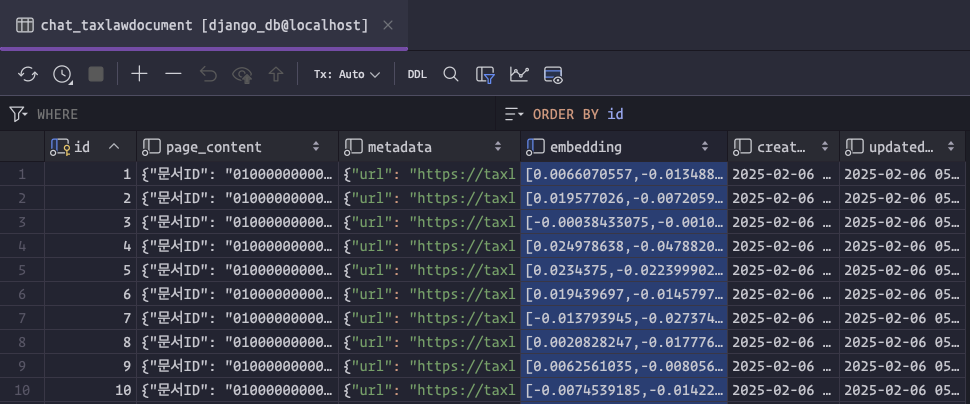 chat_taxlawdocument [django_db@localhost]
Tx: Auto DDL
WHERE ORDER BY id
id page_content metadata embedding creat… updated…
1 1 {"문서ID": "01000000000… {"url": "https://taxl [0.0066070557,-0.013488… 2025-02-06 … 2025-02-06 05…
2 2 {"문서ID": "01000000000… {"url": "https://taxl [0.019577026,-0.0072059… 2025-02-06 … 2025-02-06 05…
3 3 {"문서ID": "01000000000… {"url": "https://taxl [-0.00038433075,-0.0010… 2025-02-06 … 2025-02-06 05…
4 4 {"문서ID": "01000000000… {"url": "https://taxl [0.024978638,-0.0478820… 2025-02-06 … 2025-02-06 05…
5 5 {"문서ID": "01000000000… {"url": "https://taxl [0.0234375,-0.022399902… 2025-02-06 … 2025-02-06 05…
6 6 {"문서ID": "01000000000… {"url": "https://taxl [0.019439697,-0.0145797… 2025-02-06 … 2025-02-06 05…
7 7 {"문서ID": "01000000000… {"url": "https://taxl [-0.013793945,-0.027374… 2025-02-06 … 2025-02-06 05…
8 8 {"문서ID": "01000000000… {"url": "https://taxl [0.0020828247,-0.017776… 2025-02-06 … 2025-02-06 05…
9 9 {"문서ID": "01000000000… {"url": "https://taxl [0.0062561035,-0.008056… 2025-02-06 … 2025-02-06 05…
10 10 {"문서ID": "01000000000… {"url": "https://taxl [-0.0074539185,-0.01422… 2025-02-06 … 2025-02-06 05…